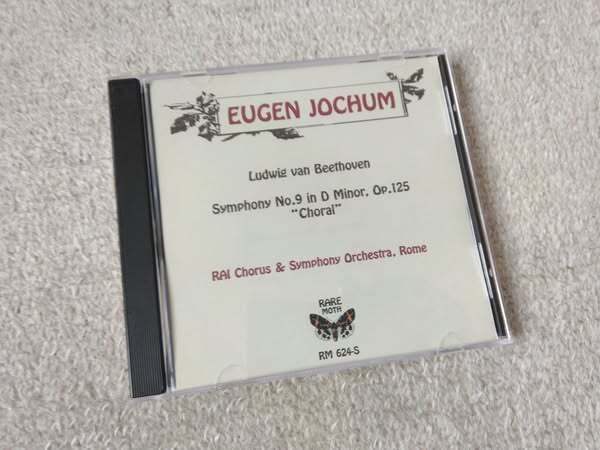 EUGEN JOCHUM
Ludwig van Beethoven
Symphony No.9 in D Minor, Op.125
"Choral"
RAI Chorus & Symphony Orchestra, Rome
RARE
MOTH
RM 624-S